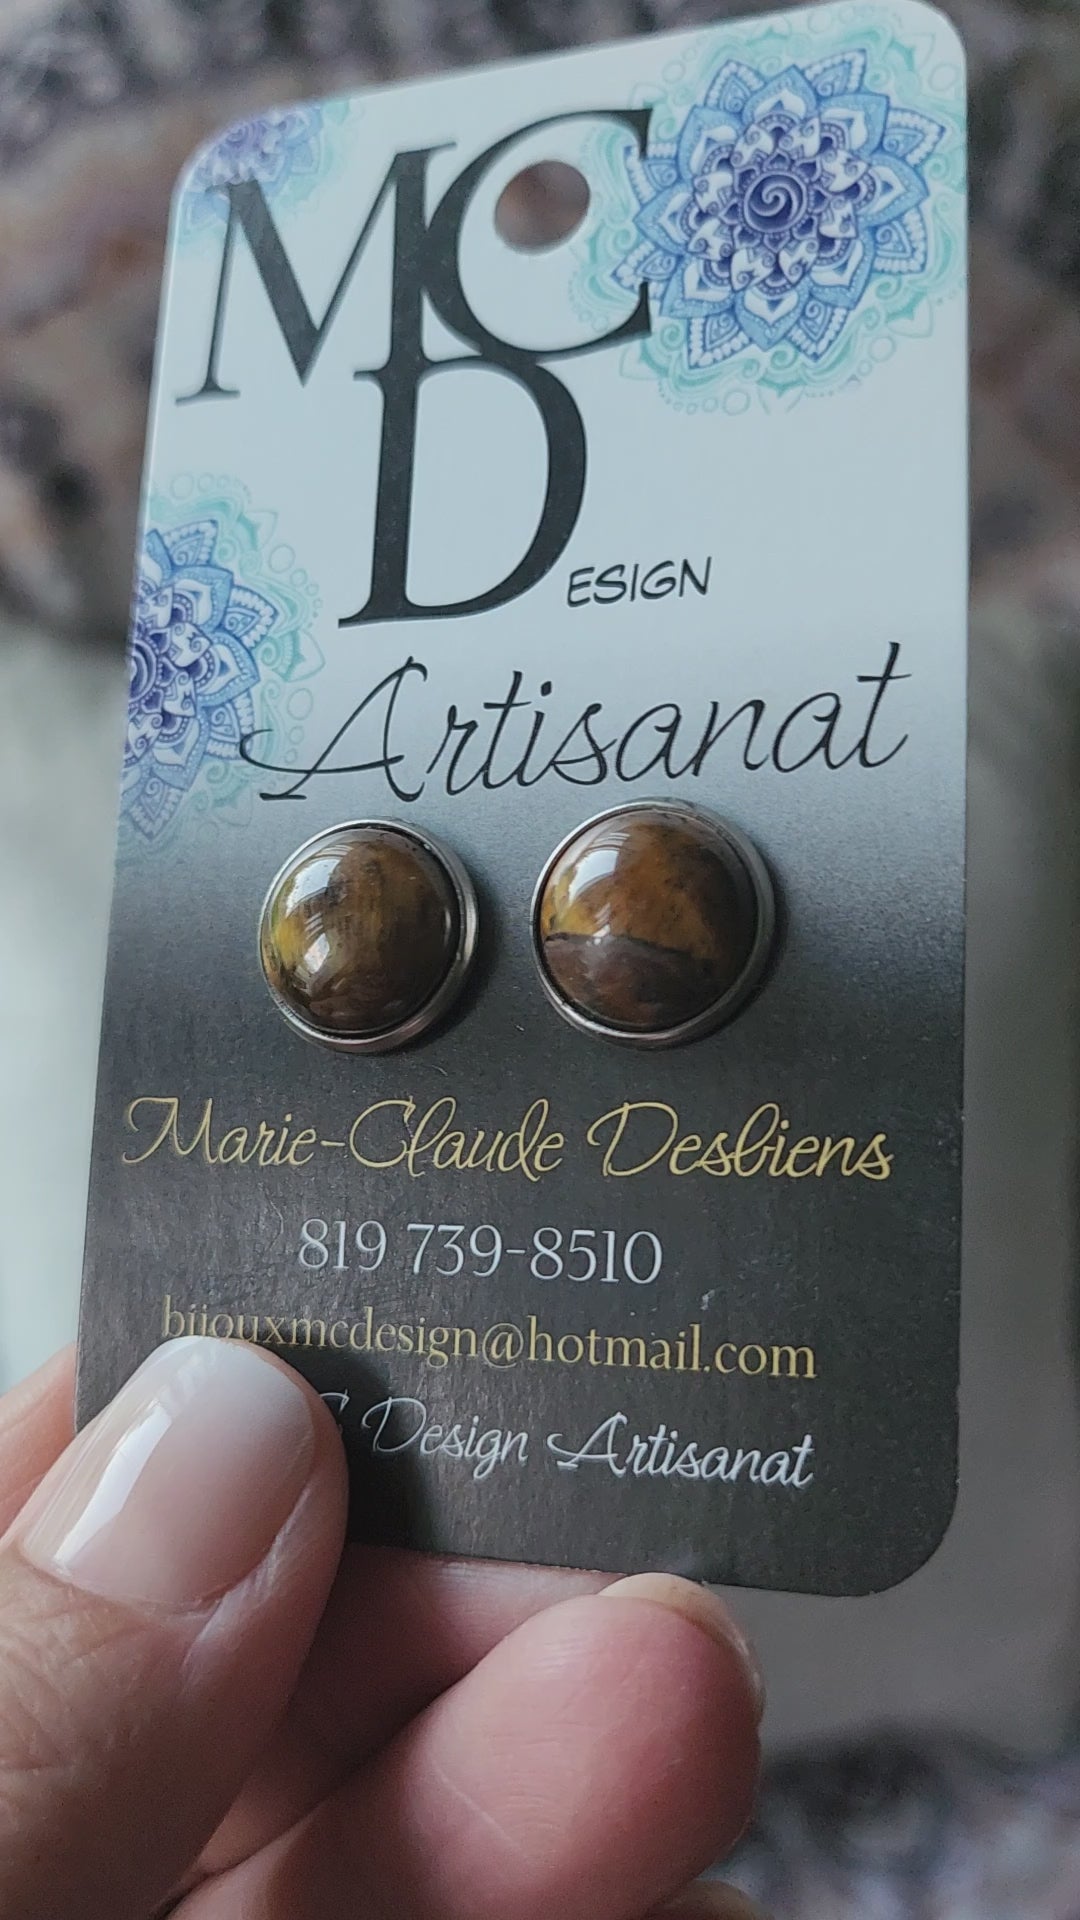 MC
DESIGN
Artisanat
Marie-Claude Desbiens
819 739-8510
bijouxmcdesign@hotmail.com
Design Artisanat